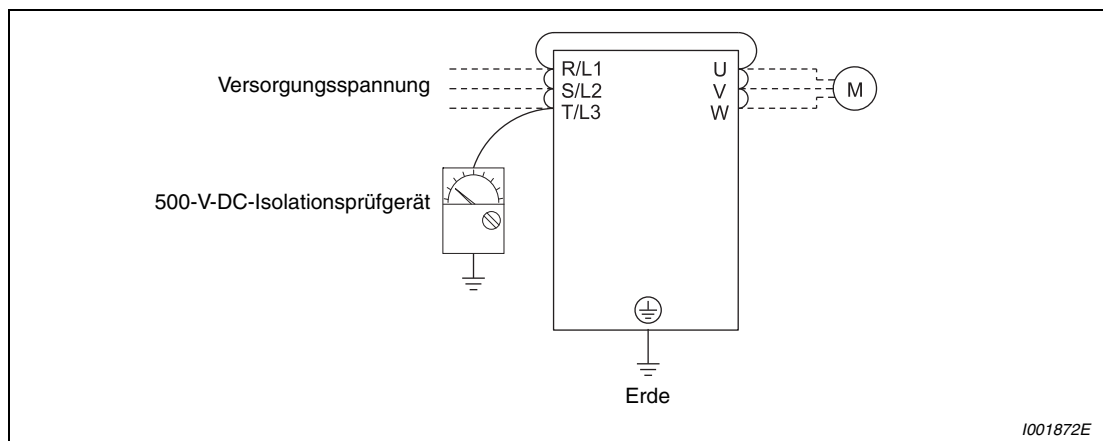 Versorgungsspannung
R/L1
S/L2
T/L3
U
V
W
M
500-V-DC-Isolationsprüfgerät
Erde
I001872E